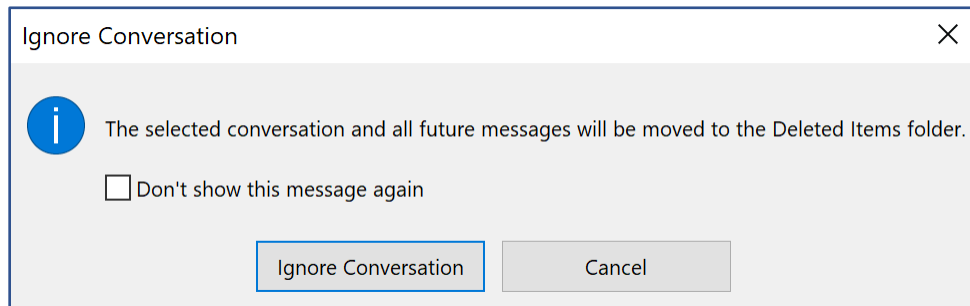 Ignore Conversation
The selected conversation and all future messages will be moved to the Deleted Items folder.
Don't show this message again
Ignore Conversation
Cancel